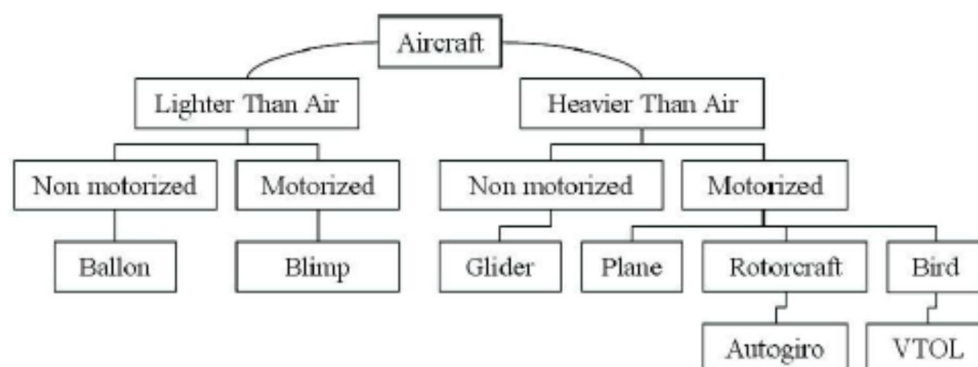 Aircraft
Lighter Than Air
Heavier Than Air
Non motorized
Motorized
Non motorized
Motorized
Ballon
Blimp
Glider
Plane
Rotorcraft
Bird
Autogiro
VTOL